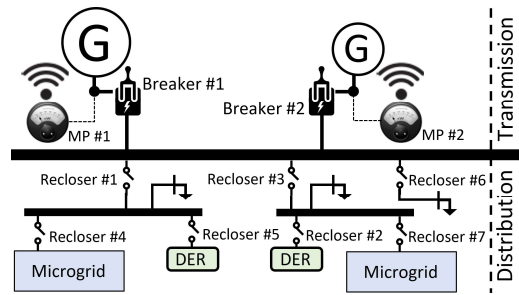 G
G
Breaker #1
Breaker #2
MP #1
MP #2
Transmission
Recloser #1
Recloser #3
Recloser #6
Distribution
Recloser #4
Recloser #5
Recloser #2
Recloser #7
Microgrid
DER
DER
Microgrid